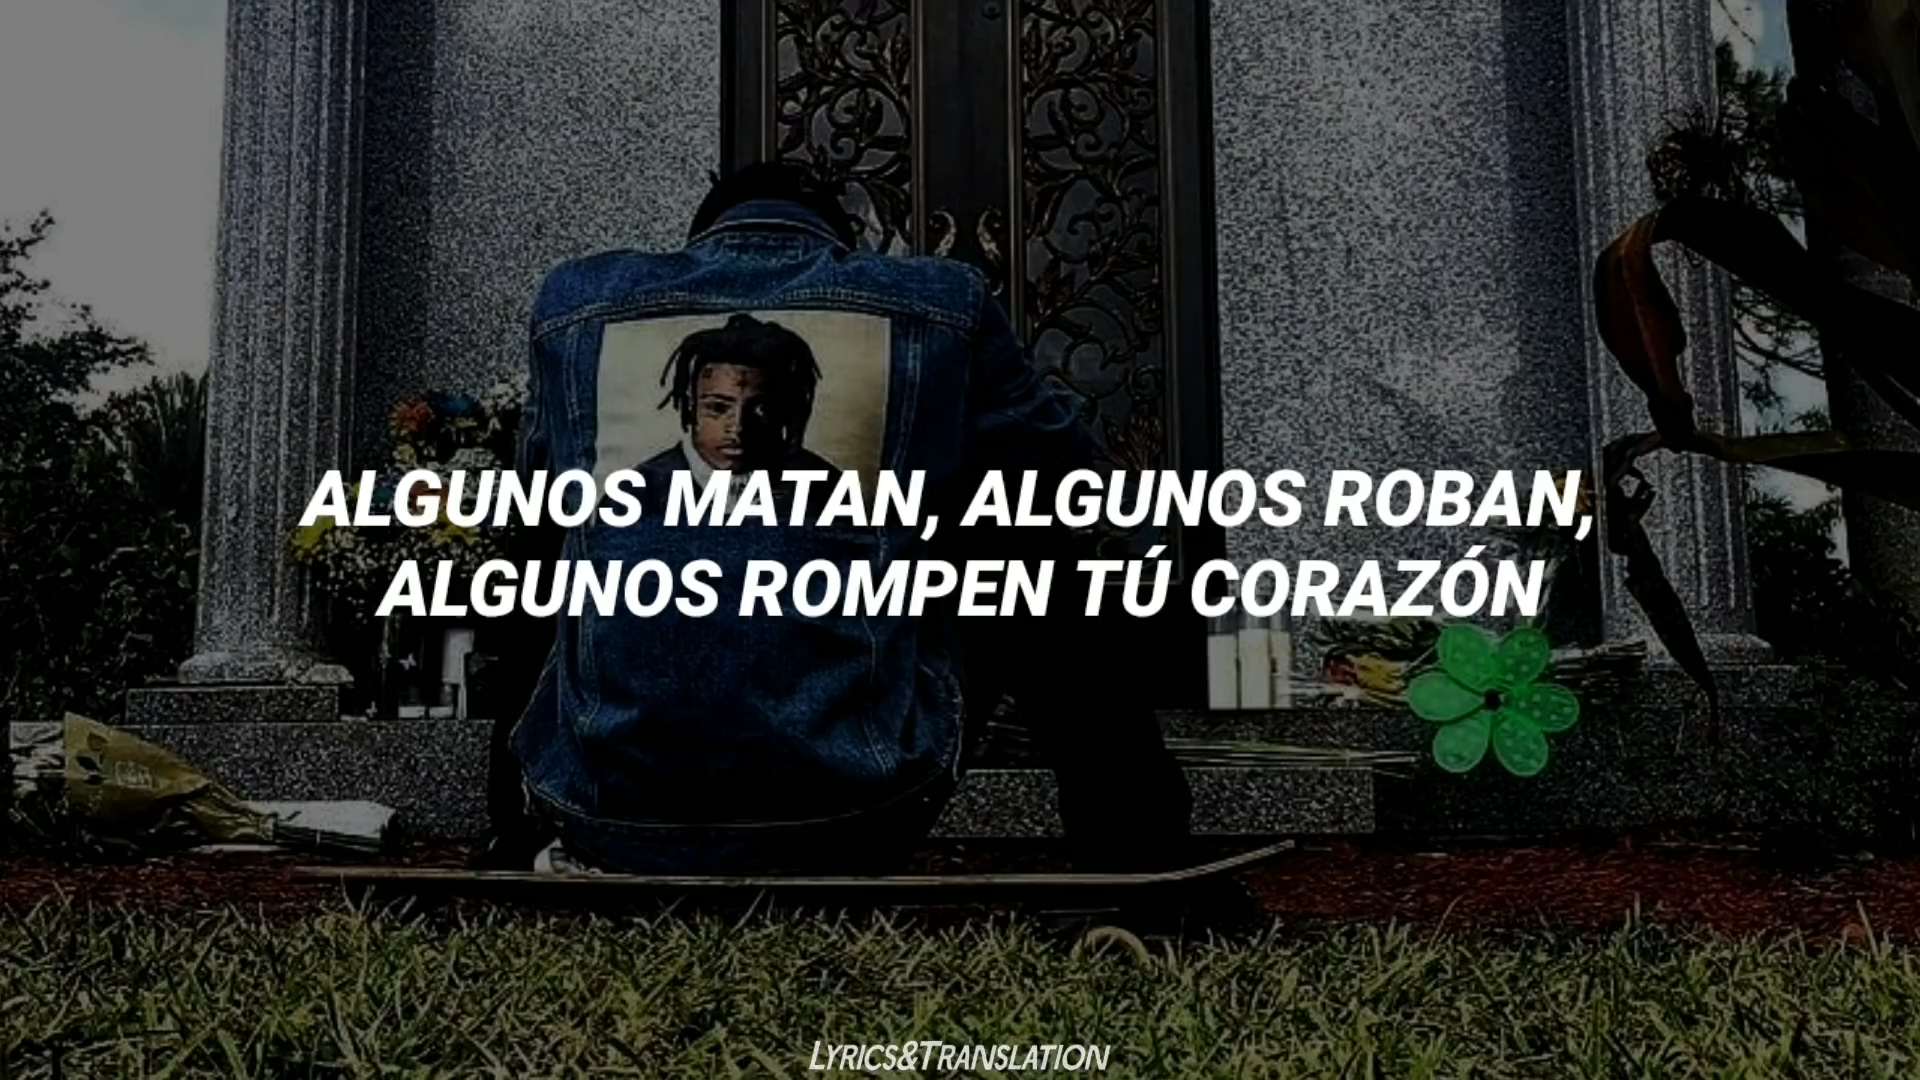 ALGUNOS MATAN, ALGUNOS ROBAN,
ALGUNOS ROMPEN TÚ CORAZÓN
LYRICS&TRANSLATION